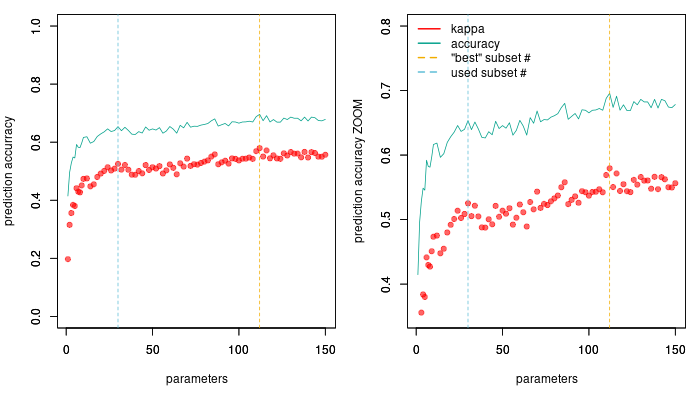 1.0
0.8
0.6
0.4
0.2
0.0
prediction accurracy
0 50 100 150
parameters
0.8
0.7
0.6
0.5
0.4
prediction accuracy ZOOM
kappa
accuracy
"best" subset #
used subset #
0 50 100 150
parameters